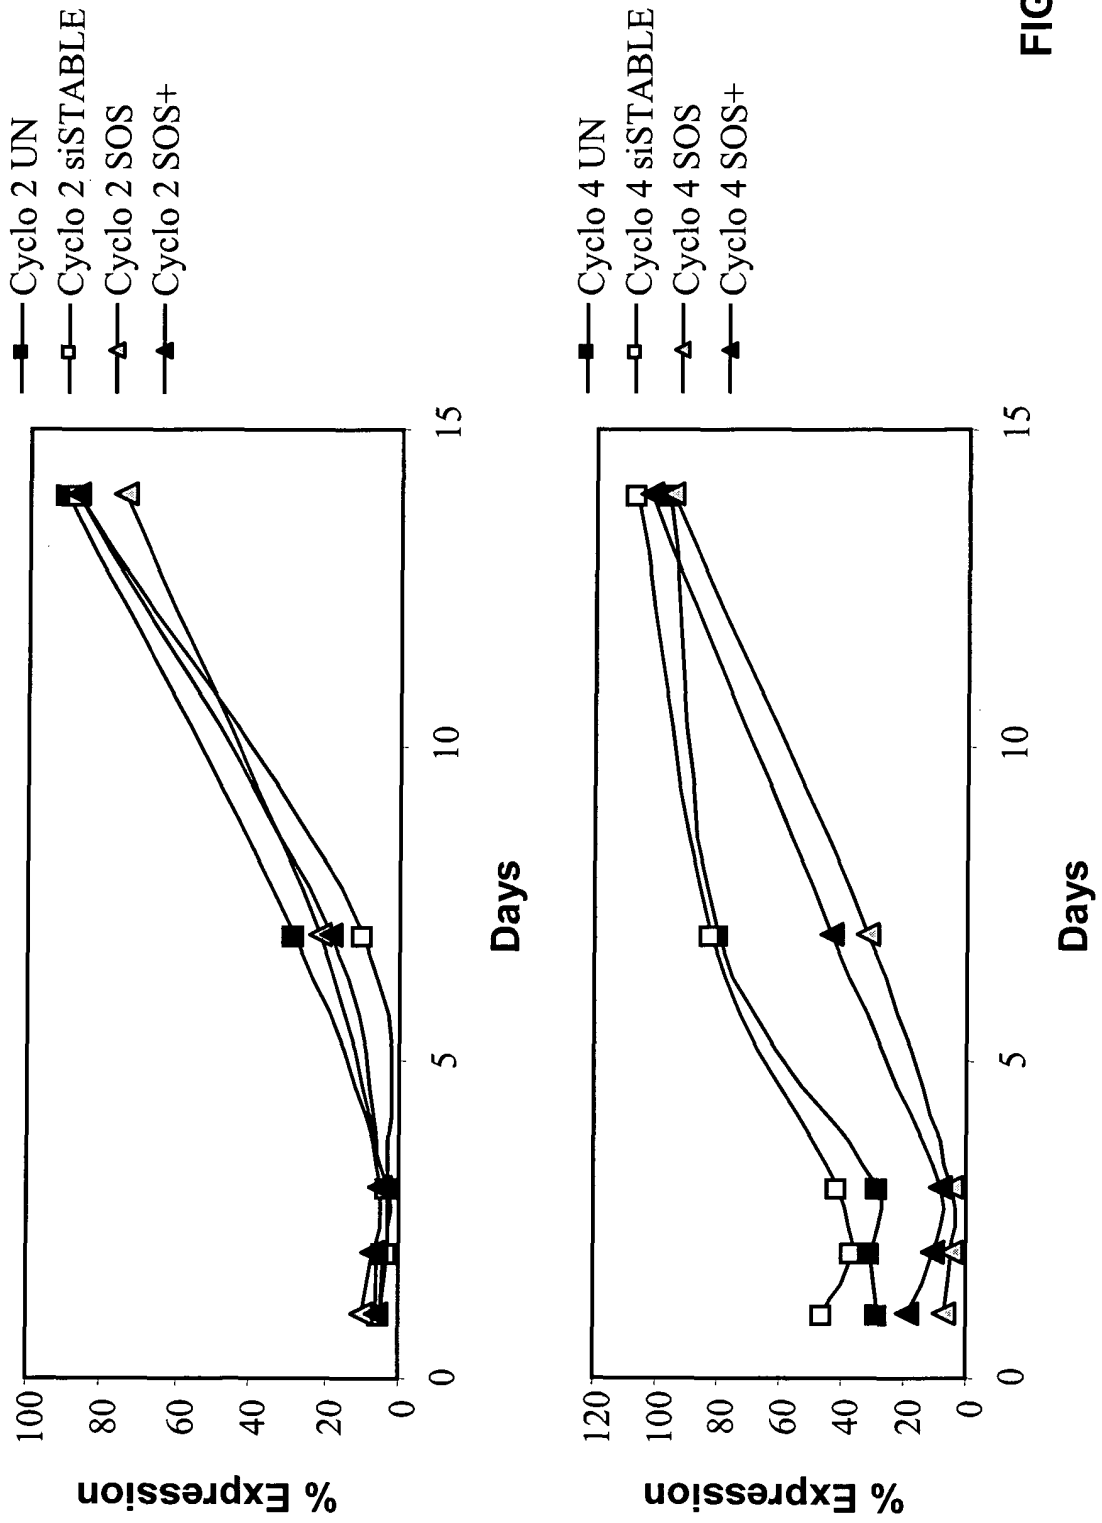 Cyclo 2 UN
Cyclo 2 siSTABLE
Cyclo 2 SOS
Cyclo 2 SOS+
% Expression
100
80
60
40
20
0
0
5
10
15
Days
Cyclo 4 UN
Cyclo 4 siSTABLE
Cyclo 4 SOS
Cyclo 4 SOS+
% Expression
120
100
80
60
40
20
0
0
5
10
15
Days
FIG